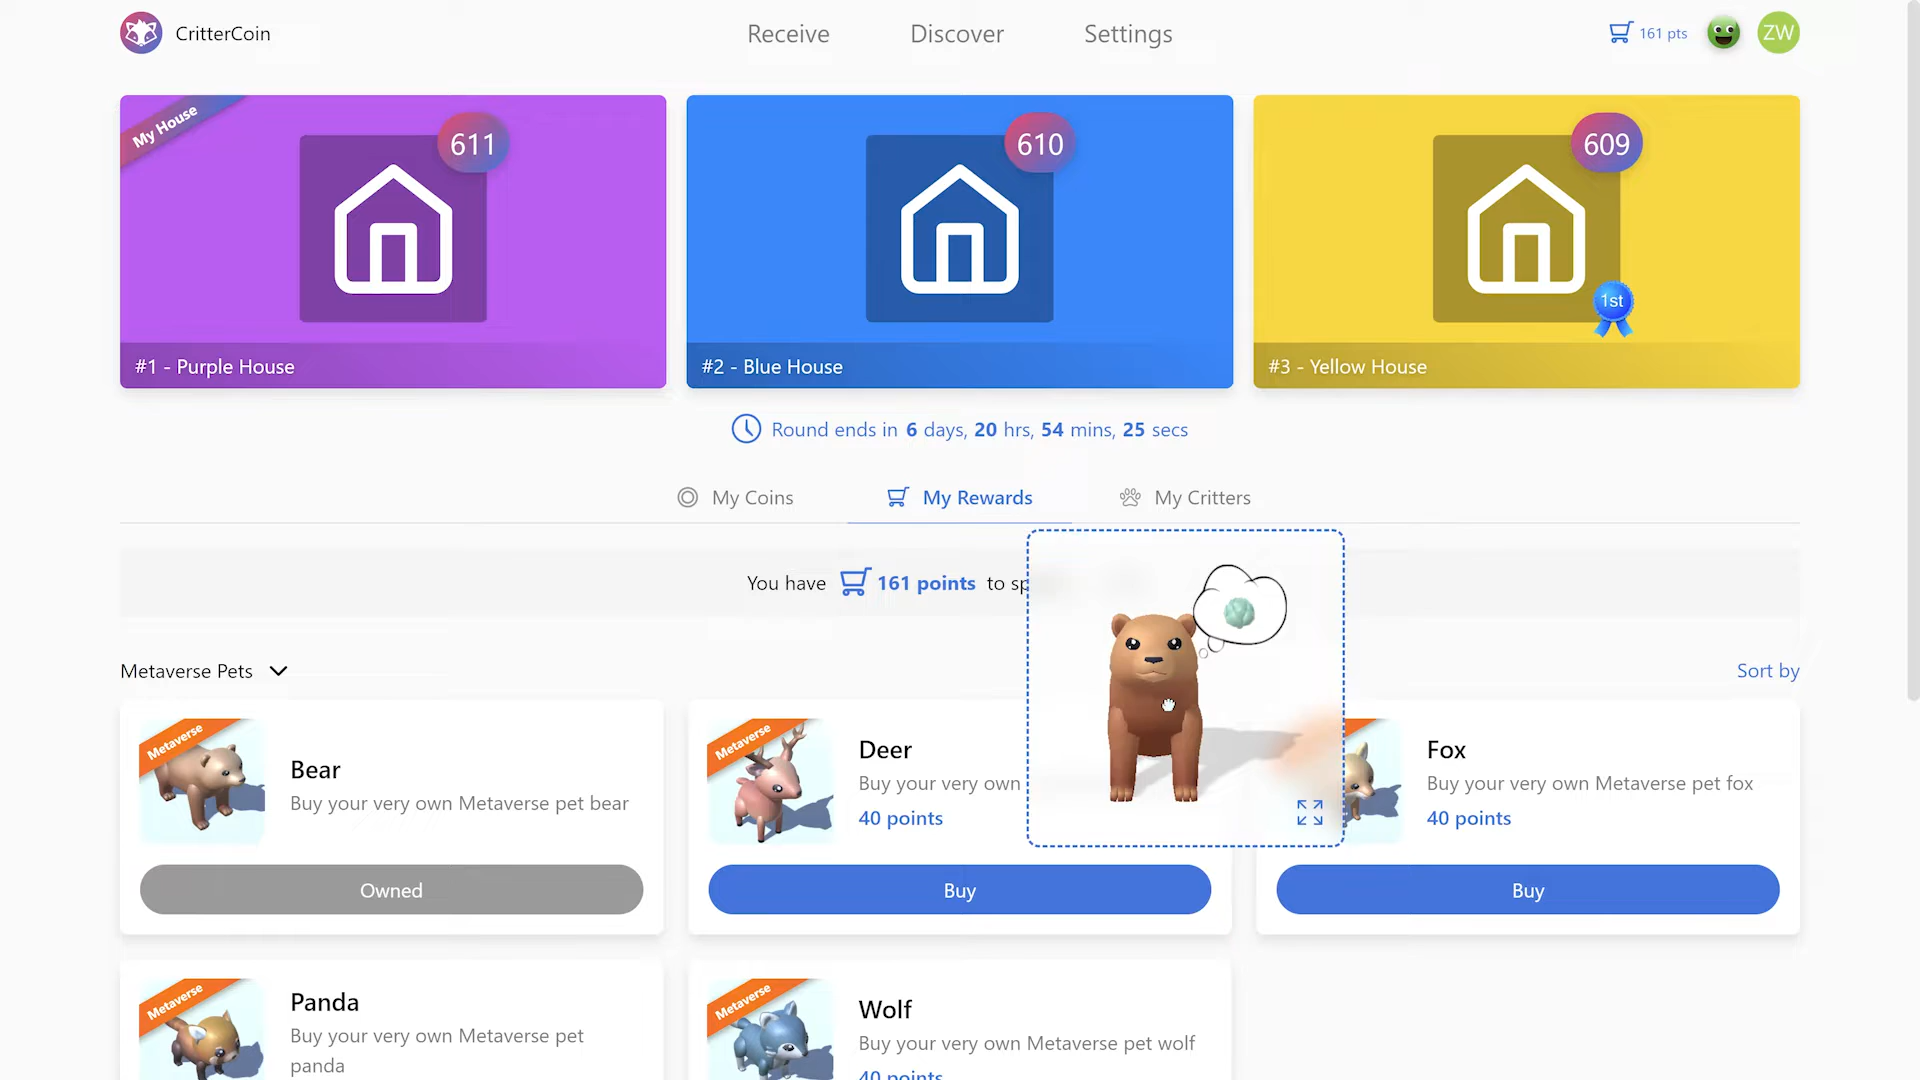 CritterCoin
Receive
Discover
Settings
161 pts
ZW
My House
611
610
609
1st
#1 - Purple House
#2 - Blue House
#3 - Yellow House
Round ends in 6 days, 20 hrs, 54 mins, 25 secs
My Coins
My Rewards
My Critters
You have 161 points to sp
Metaverse Pets
Sort by
Metaverse
Bear
Buy your very own Metaverse pet bear
Owned
Metaverse
Deer
Buy your very own
40 points
Buy
Fox
Buy your very own Metaverse pet fox
40 points
Buy
Metaverse
Panda
Buy your very own Metaverse pet
panda
Metaverse
Wolf
Buy your very own Metaverse pet wolf
40 points